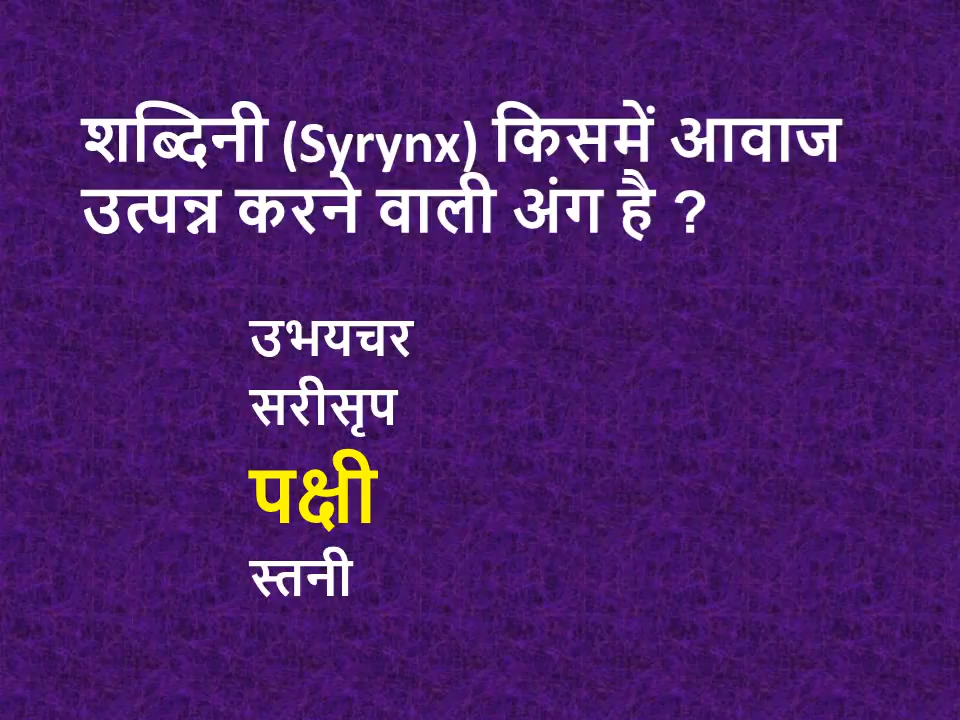 शब्दिनी (Syrynx) किसमें आवाज
उत्पन्न करने वाली अंग है ?
उभयचर
सरीसृप
पक्षी
स्तनी